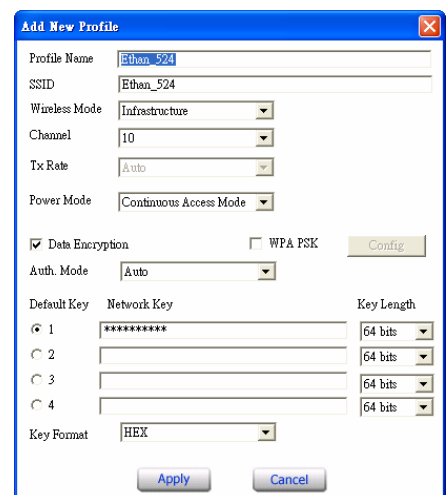 Add New Profile
Profile Name Ethan_524
SSID Ethan_524
Wireless Mode Infrastructure
Channel 10
Tx Rate Auto
Power Mode Continuous Access Mode
Data Encryption WPA PSK Config
Auth. Mode Auto
Default Key Network Key Key Length
1 ********** 64 bits
2 64 bits
3 64 bits
4 64 bits
Key Format HEX
Apply Cancel